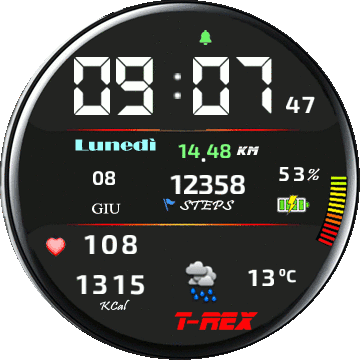 09:07 47
Lunedì 14.48 KM
08 12358 53%
GIU STEPS
108
1315 13°C
KCal
T-REX